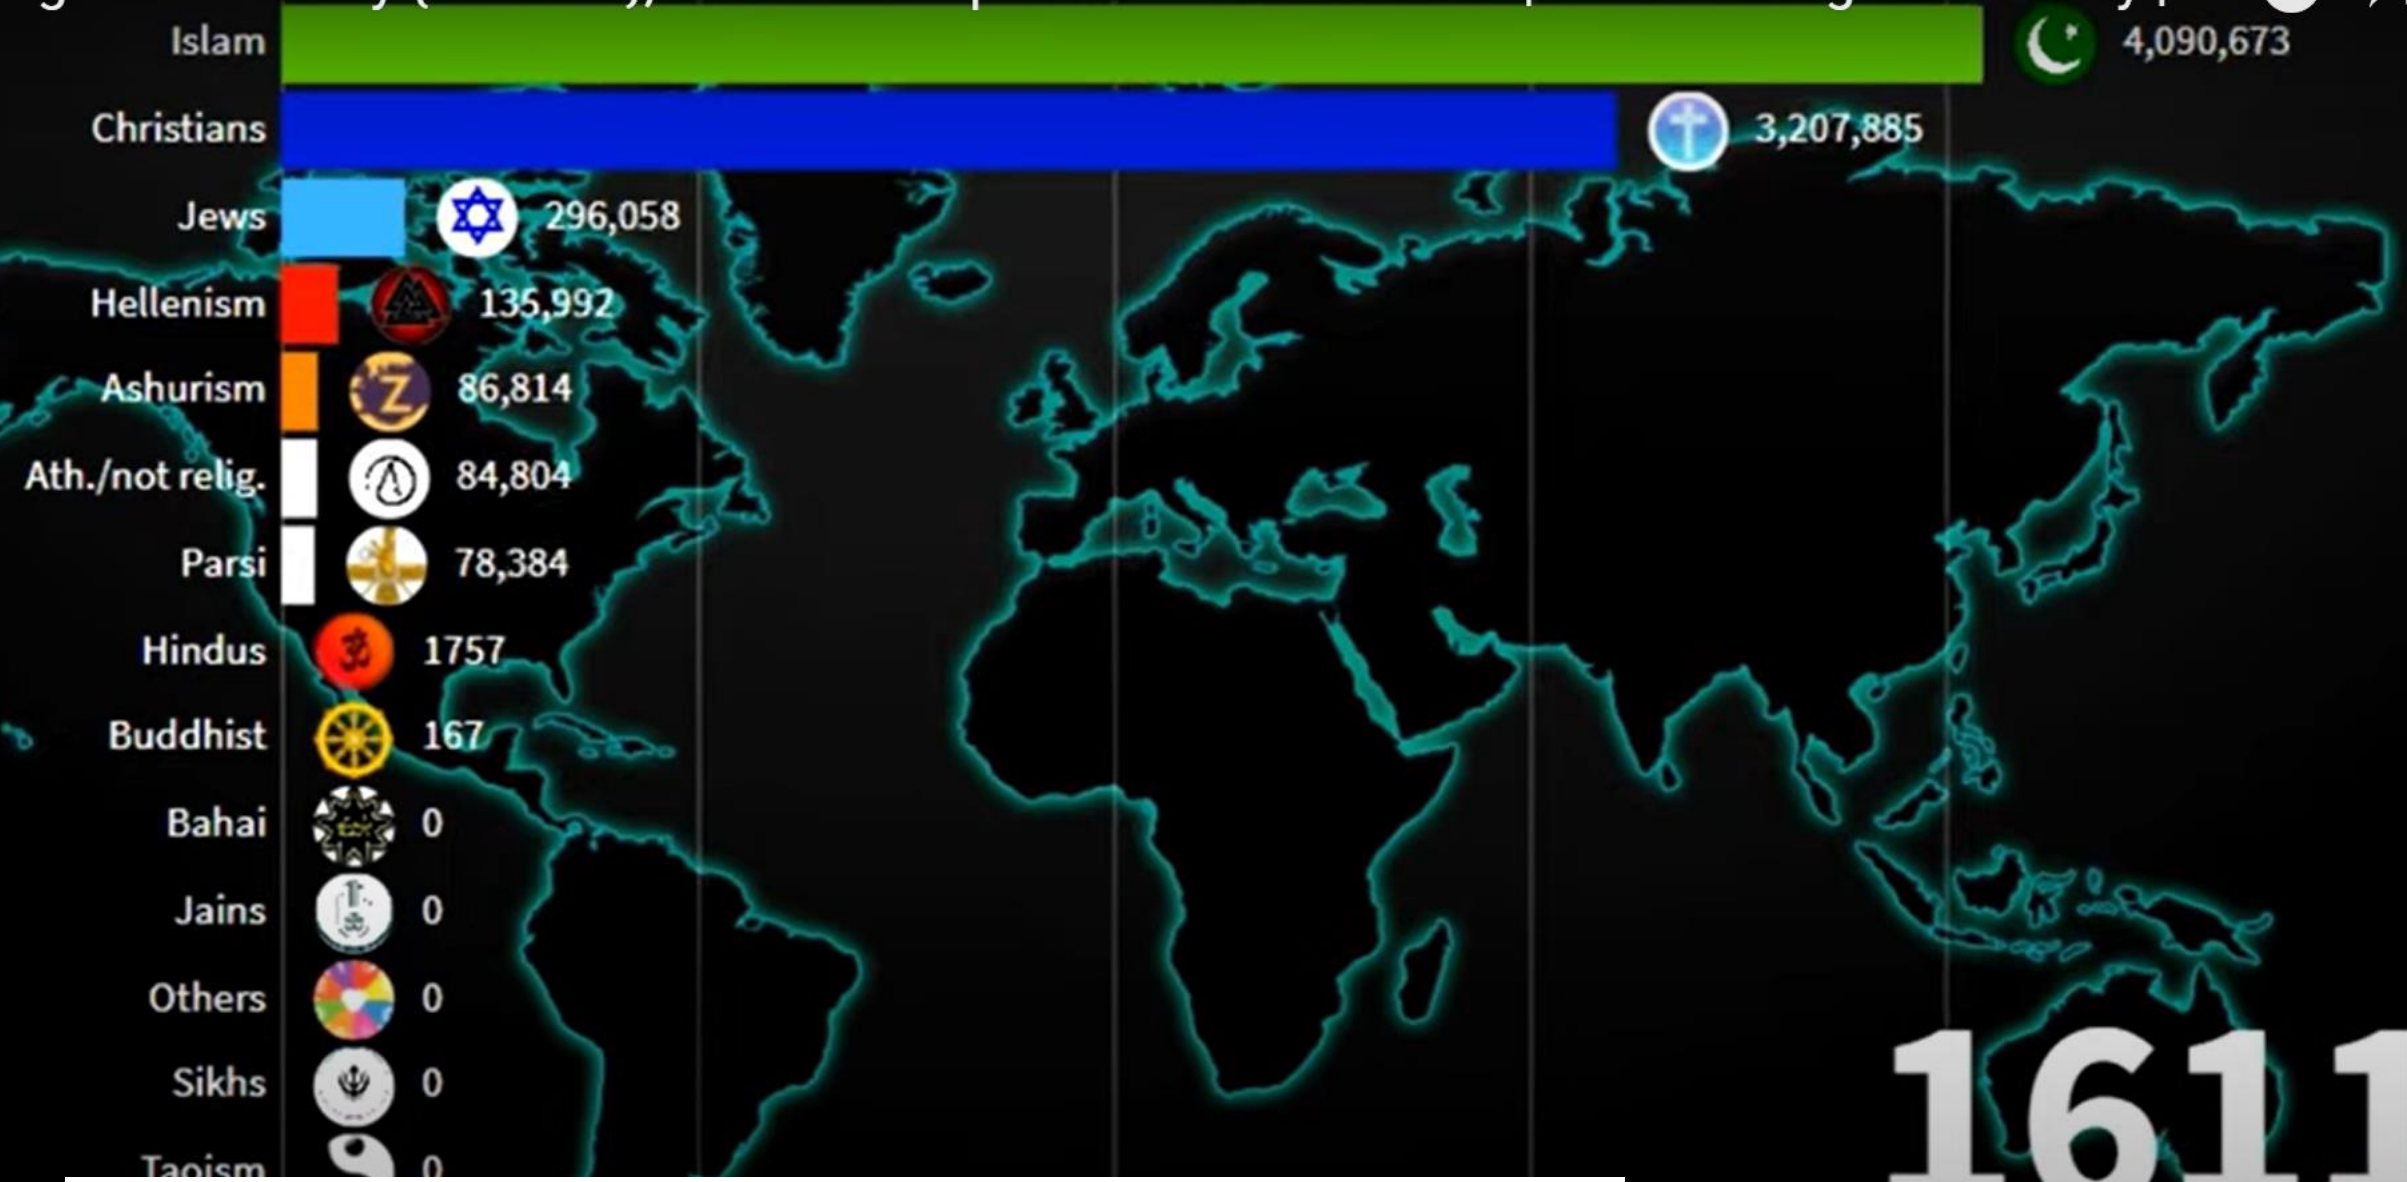 Islam 4,090,673
Christians 3,207,885
Jews 296,058
Hellenism 135,992
Ashurism Z 86,814
Ath./not relig. 84,804
Parsi 78,384
Hindus ॐ 1757
Buddhist 167
Bahai 0
Jains 0
Others 0
Sikhs 0
Taoism 0
1611